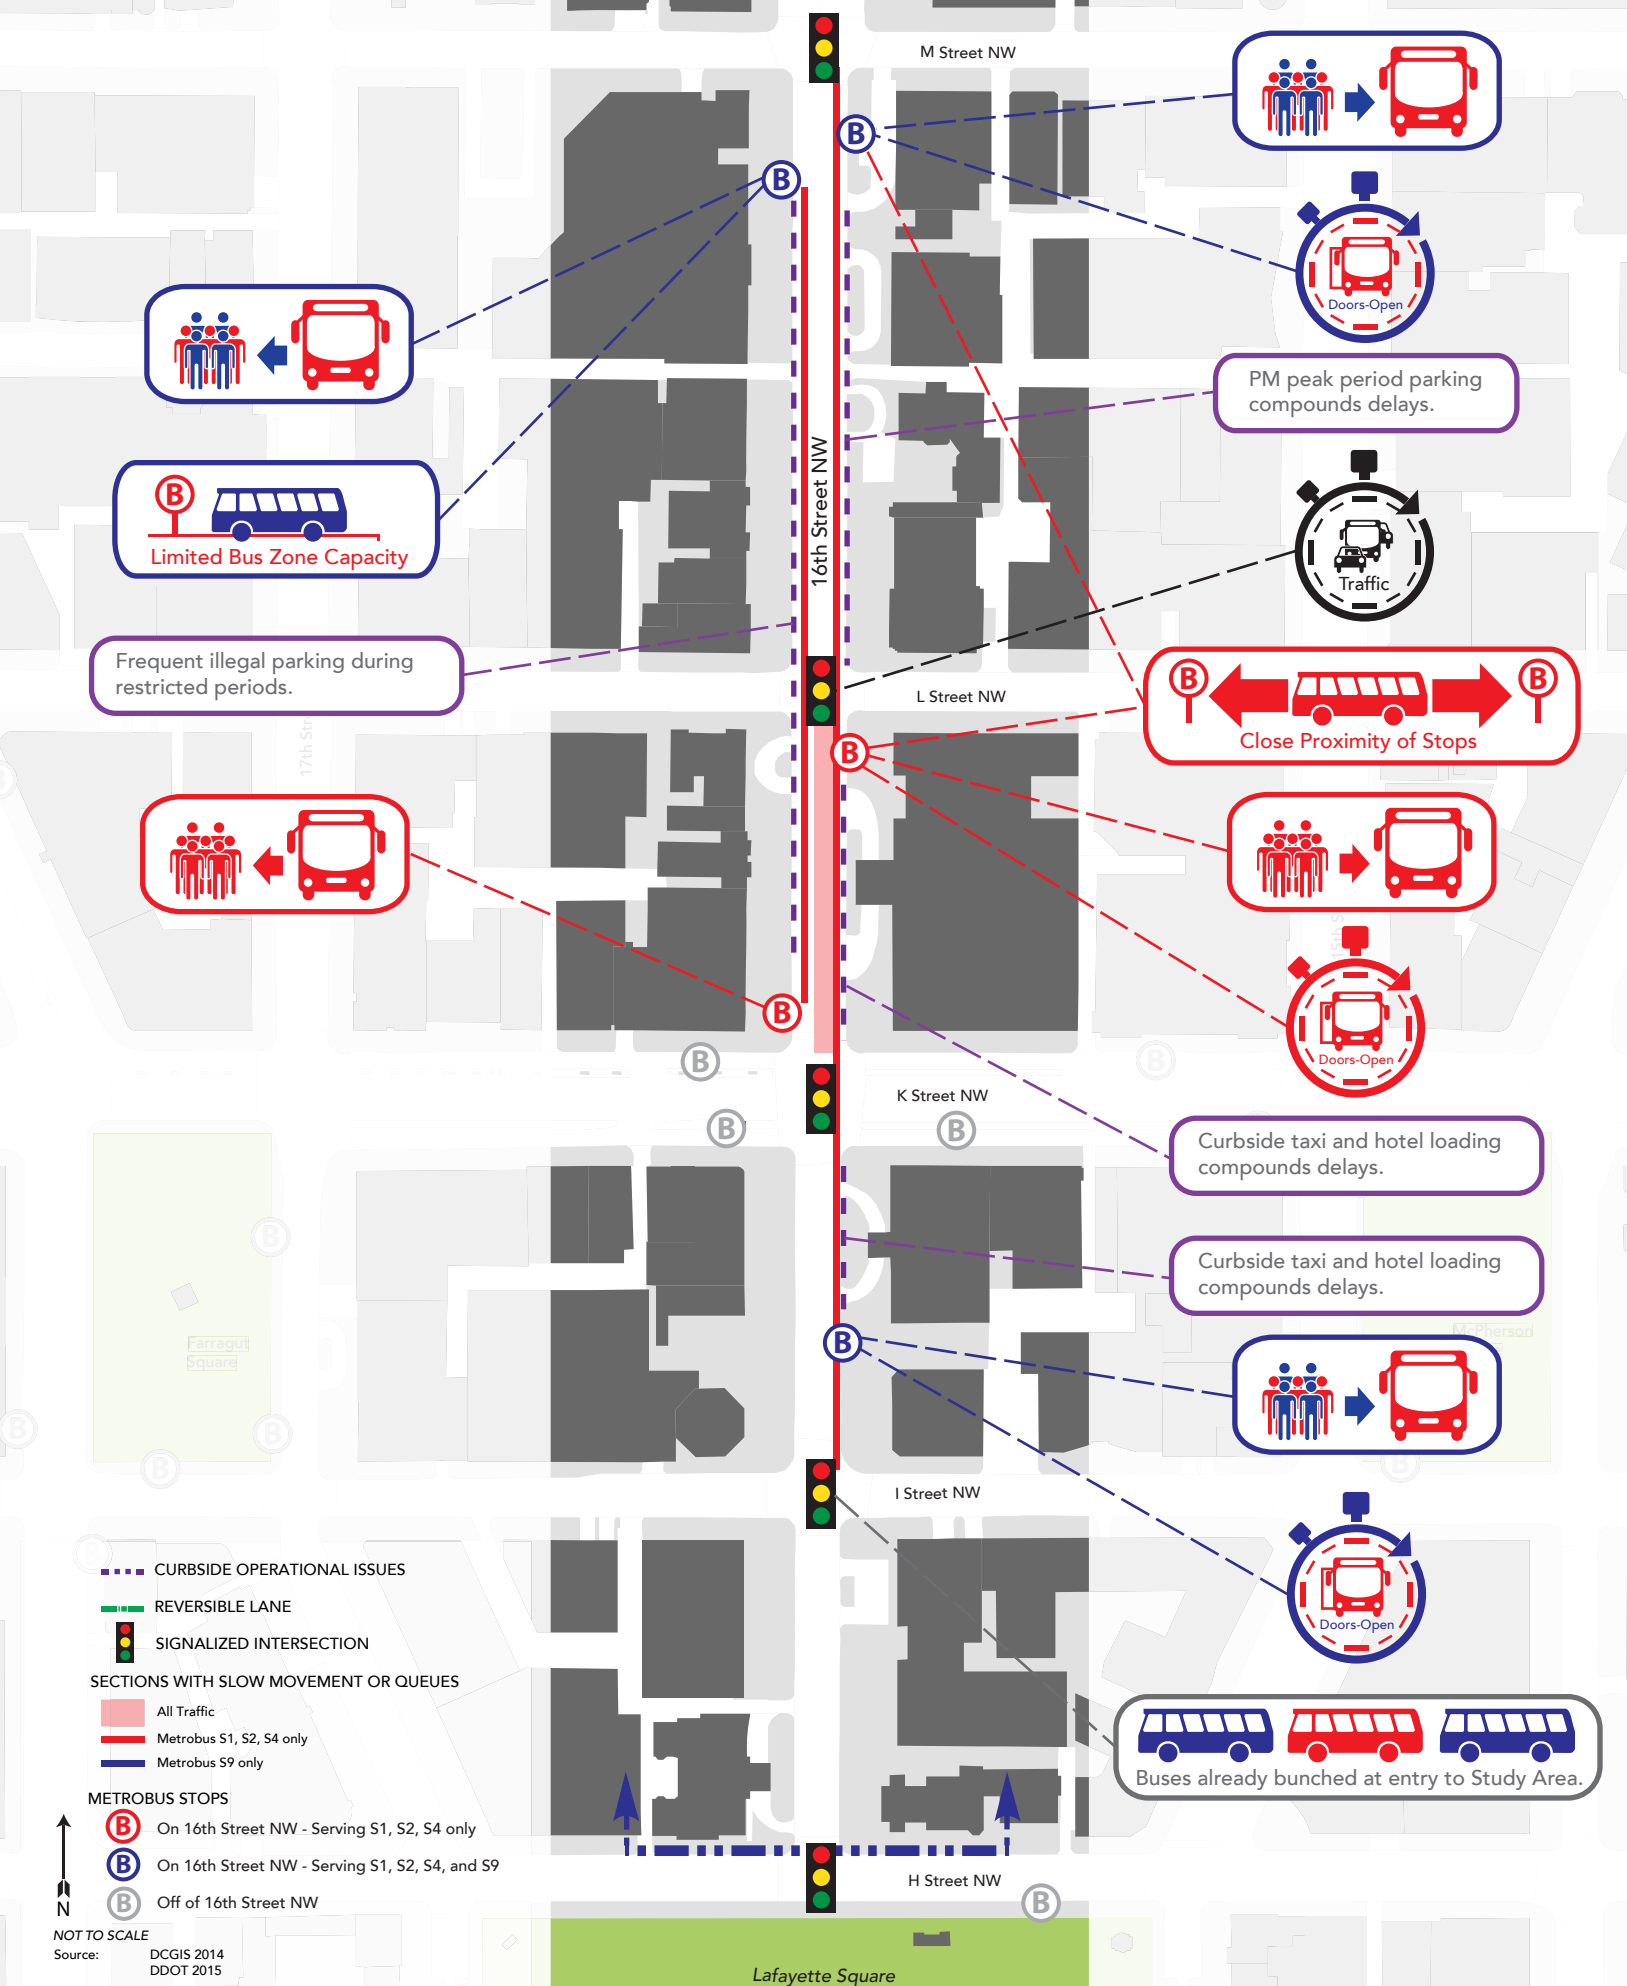 M Street NW
B
B
Doors-Open
PM peak period parking
compounds delays.
16th Street NW
B
Limited Bus Zone Capacity
Traffic
Frequent illegal parking during
restricted periods.
L Street NW
B
B
Close Proximity of Stops
17th Str
B
B
15th S
B
B
B
Doors-Open
K Street NW
B
B
Curbside taxi and hotel loading
compounds delays.
B
Curbside taxi and hotel loading
compounds delays.
Farragut
Square
McPherson
B
B
B
B
B
I Street NW
B
CURBSIDE OPERATIONAL ISSUES
REVERSIBLE LANE
SIGNALIZED INTERSECTION
Doors-Open
SECTIONS WITH SLOW MOVEMENT OR QUEUES
All Traffic
Metrobus S1, S2, S4 only
Metrobus S9 only
Buses already bunched at entry to Study Area.
METROBUS STOPS
B On 16th Street NW - Serving S1, S2, S4 only
B On 16th Street NW - Serving S1, S2, S4, and S9
B Off of 16th Street NW
H Street NW
B
N
NOT TO SCALE
Source: DCGIS 2014
DDOT 2015
Lafayette Square